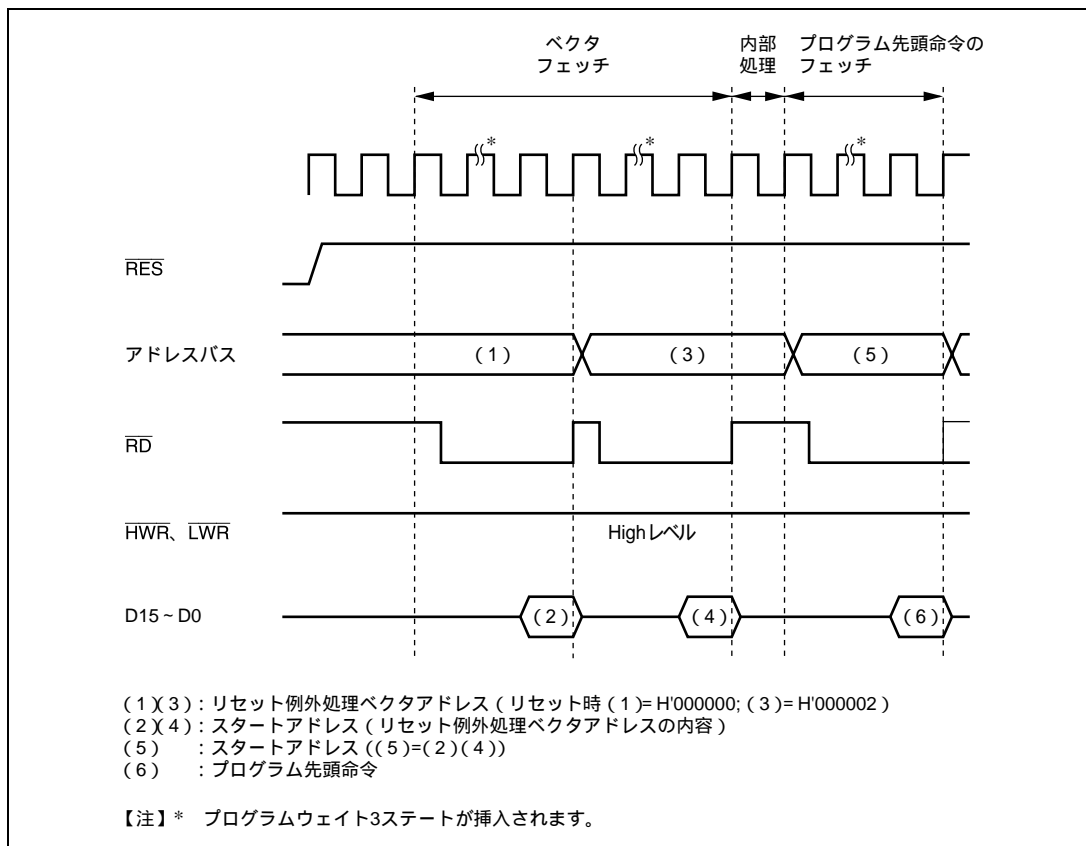 ベクタ
フェッチ
内部
処理
プログラム先頭命令の
フェッチ
*
*
*
RES
アドレスバス
(1)
(3)
(5)
RD
HWR、LWR
Highレベル
D15~D0
(2)
(4)
(6)
(1)(3):リセット例外処理ベクタアドレス(リセット時(1)=H'000000;(3)=H'000002)
(2)(4):スタートアドレス(リセット例外処理ベクタアドレスの内容)
(5) :スタートアドレス((5)=(2)(4))
(6) :プログラム先頭命令
【注】* プログラムウェイト3ステートが挿入されます。